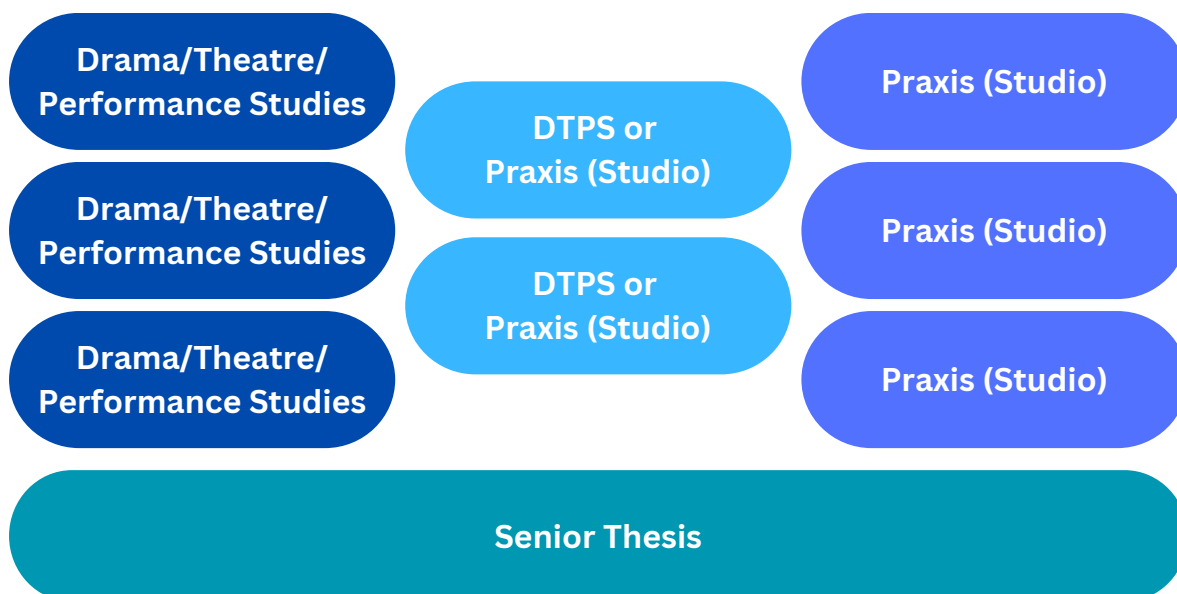 Drama/Theatre/
Performance Studies
Drama/Theatre/
Performance Studies
Drama/Theatre/
Performance Studies
DTPS or
Praxis (Studio)
DTPS or
Praxis (Studio)
Praxis (Studio)
Praxis (Studio)
Praxis (Studio)
Senior Thesis